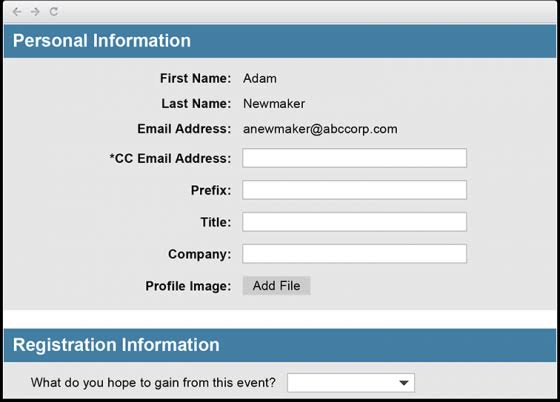 Personal Information
First Name: Adam
Last Name: Newmaker
Email Address: anewmaker@abccorp.com
*CC Email Address:
Prefix:
Title:
Company:
Profile Image: Add File
Registration Information
What do you hope to gain from this event?